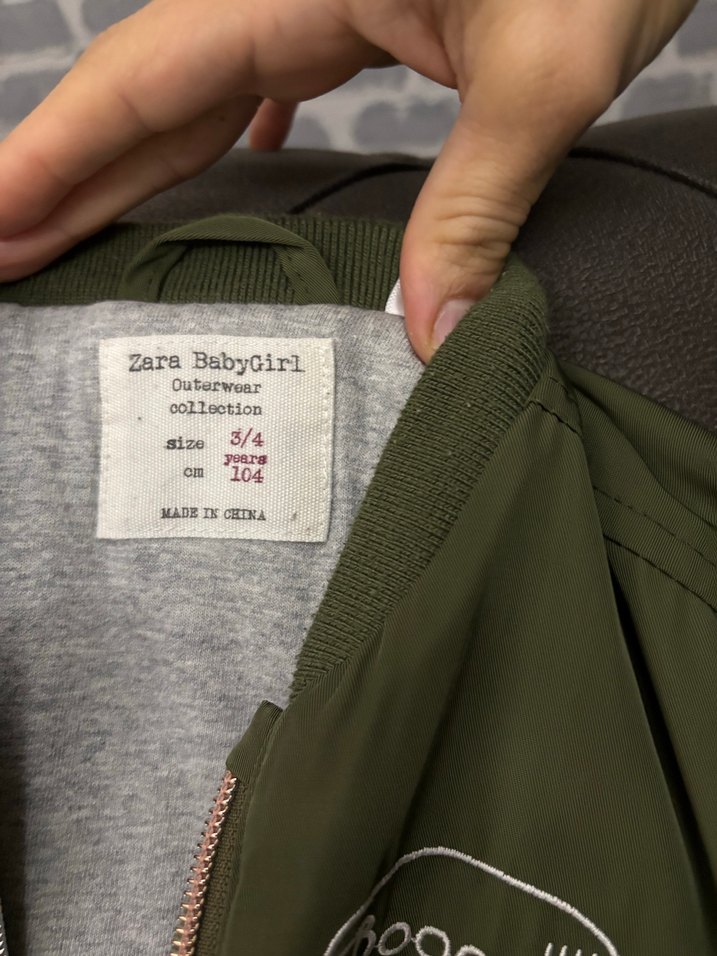 Zara BabyGirl
Outerwear
collection
size 3/4
years
cm 104
MADE IN CHINA